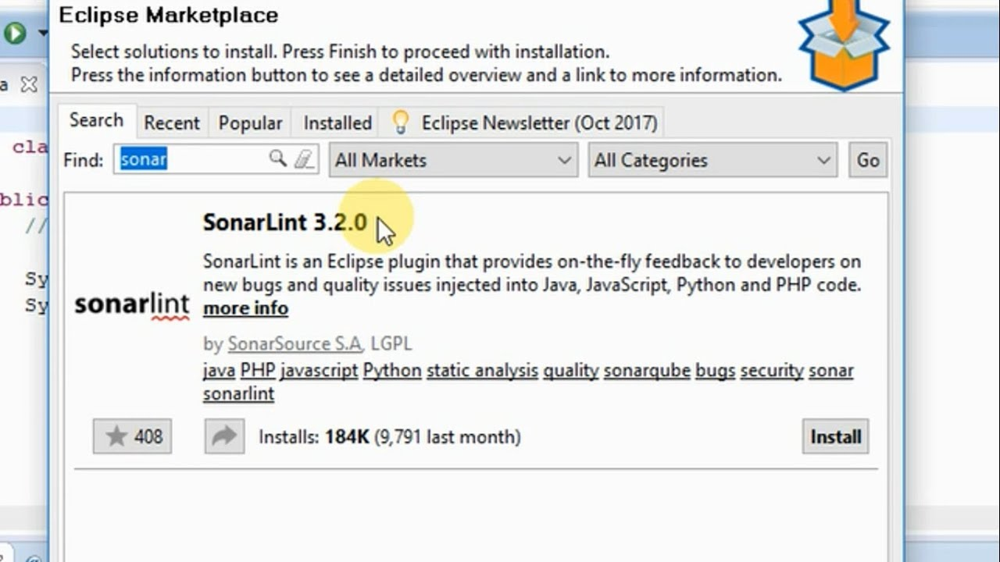 Eclipse Marketplace
Select solutions to install. Press Finish to proceed with installation.
Press the information button to see a detailed overview and a link to more information.
a
Search Recent Popular Installed Eclipse Newsletter (Oct 2017)
cla
Find: sonar All Markets All Categories Go
blic
//
Sy
Sy
SonarLint 3.2.0
SonarLint is an Eclipse plugin that provides on-the-fly feedback to developers on
new bugs and quality issues injected into Java, JavaScript, Python and PHP code.
more info
sonarlint
by SonarSource S.A, LGPL
java PHP javascript Python static analysis quality sonarqube bugs security sonar
sonarlint
408 Installs: 184K (9,791 last month) Install
@